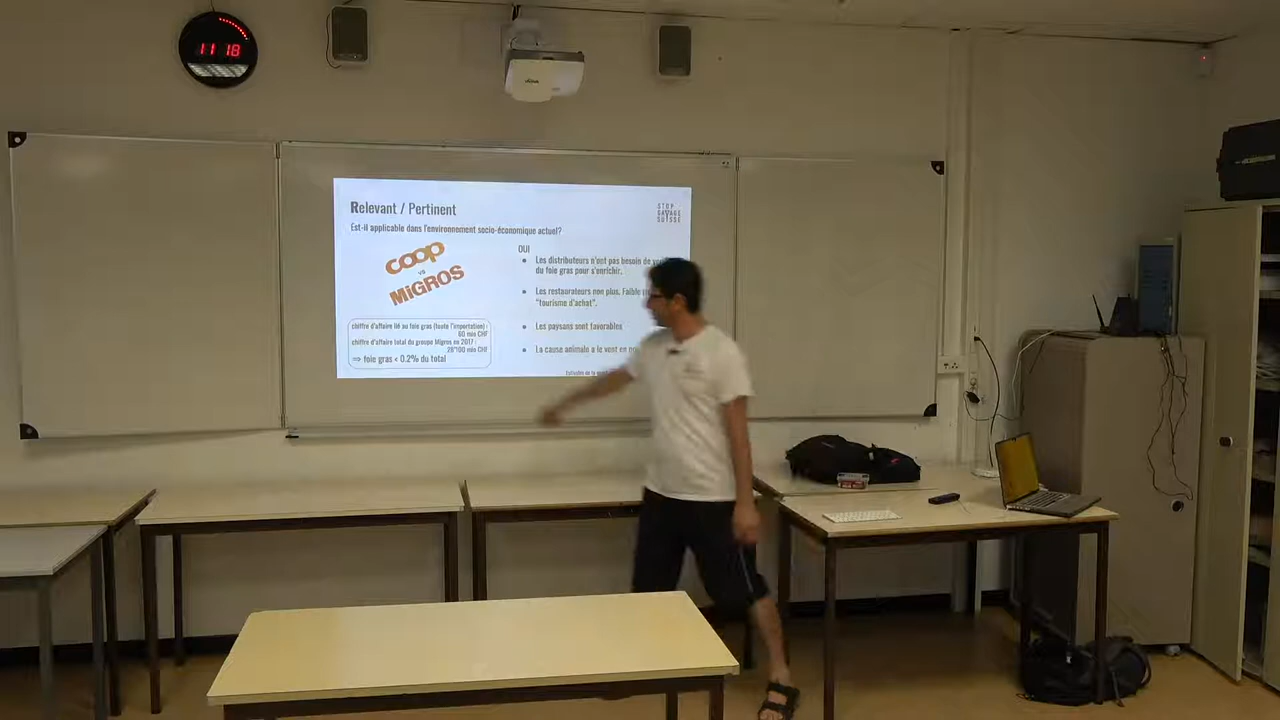 11 18
Relevant / Pertinent
STOP
GAVAGE
SUISSE
Est-il applicable dans l'environnement socio-économique actuel?
coop
vs
MiGROS
OUI
Les distributeurs n'ont pas besoin de
du foie gras pour s'enrichir.
Les restaurateurs non plus. Faible
"tourisme d'achat".
Les paysans sont favorables
La cause animale a le vent en
chiffre d'affaire lié au foie gras (toute l'importation) :
60 mio CHF
chiffre d'affaire total du groupe Migros en 2017 :
28'100 mio CHF
⇒ foie gras < 0.2% du total